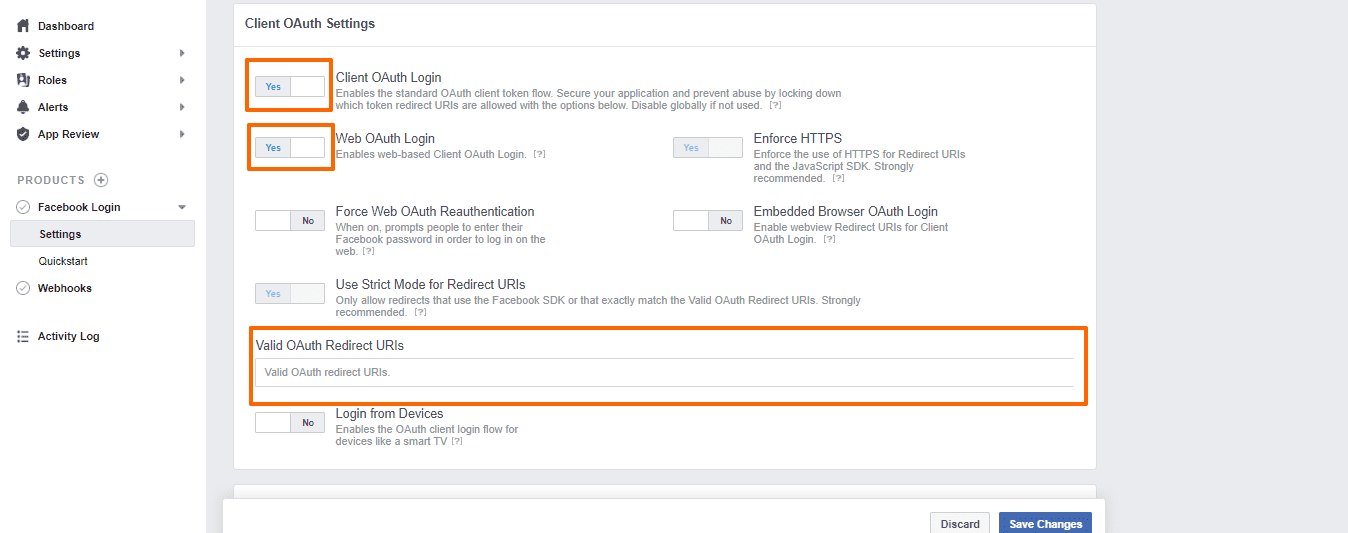 Dashboard
Settings
Roles
Alerts
App Review
PRODUCTS
Facebook Login
Settings
Quickstart
Webhooks
Activity Log
Client OAuth Settings
Yes
Client OAuth Login
Enables the standard OAuth client token flow. Secure your application and prevent abuse by locking down
which token redirect URIs are allowed with the options below. Disable globally if not used. [?]
Yes
Web OAuth Login
Enables web-based Client OAuth Login. [?]
Yes
Enforce HTTPS
Enforce the use of HTTPS for Redirect URIs
and the JavaScript SDK. Strongly
recommended. [?]
No
Force Web OAuth Reauthentication
When on, prompts people to enter their
Facebook password in order to log in on the
web. [?]
No
Embedded Browser OAuth Login
Enable webview Redirect URIs for Client
OAuth Login. [?]
Yes
Use Strict Mode for Redirect URIs
Only allow redirects that use the Facebook SDK or that exactly match the Valid OAuth Redirect URIs. Strongly
recommended. [?]
Valid OAuth Redirect URIs
Valid OAuth redirect URIs.
No
Login from Devices
Enables the OAuth client login flow for
devices like a smart TV [?]
Discard
Save Changes